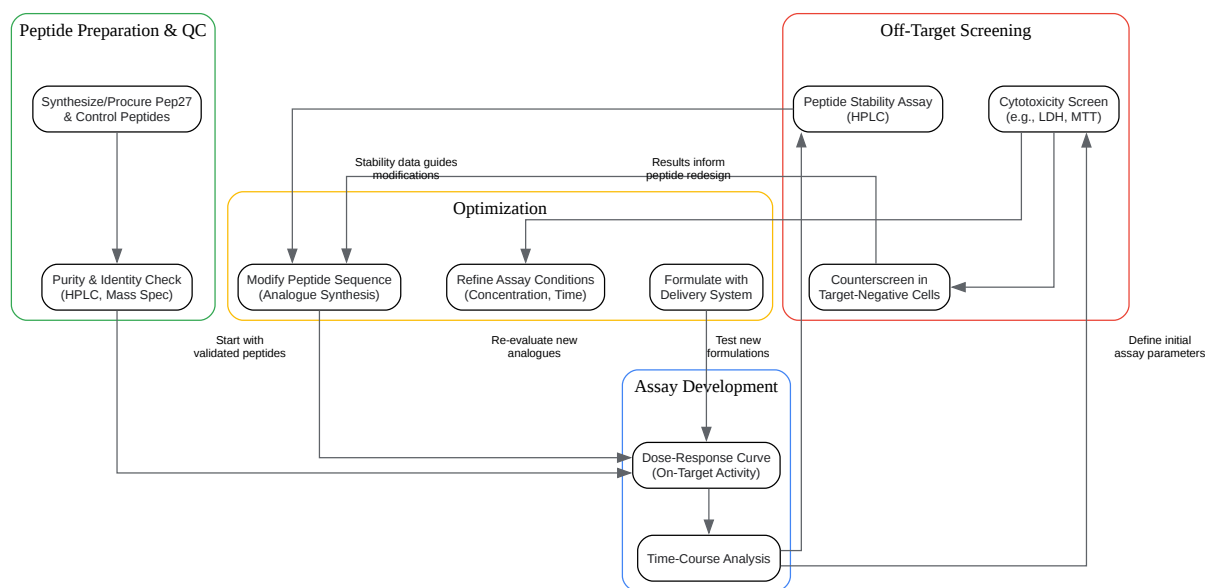 Peptide Preparation & QC
Off-Target Screening
Synthesize/Procure Pep27
& Control Peptides
Peptide Stability Assay
(HPLC)
Cytotoxicity Screen
(e.g., LDH, MTT)
Stability data guides
modifications
Results inform
peptide redesign
Optimization
Purity & Identity Check
(HPLC, Mass Spec)
Modify Peptide Sequence
(Analogue Synthesis)
Refine Assay Conditions
(Concentration, Time)
Formulate with
Delivery System
Counterscreen in
Target-Negative Cells
Start with
validated peptides
Re-evaluate new
analogues
Test new
formulations
Define initial
assay parameters
Assay Development
Dose-Response Curve
(On-Target Activity)
Time-Course Analysis